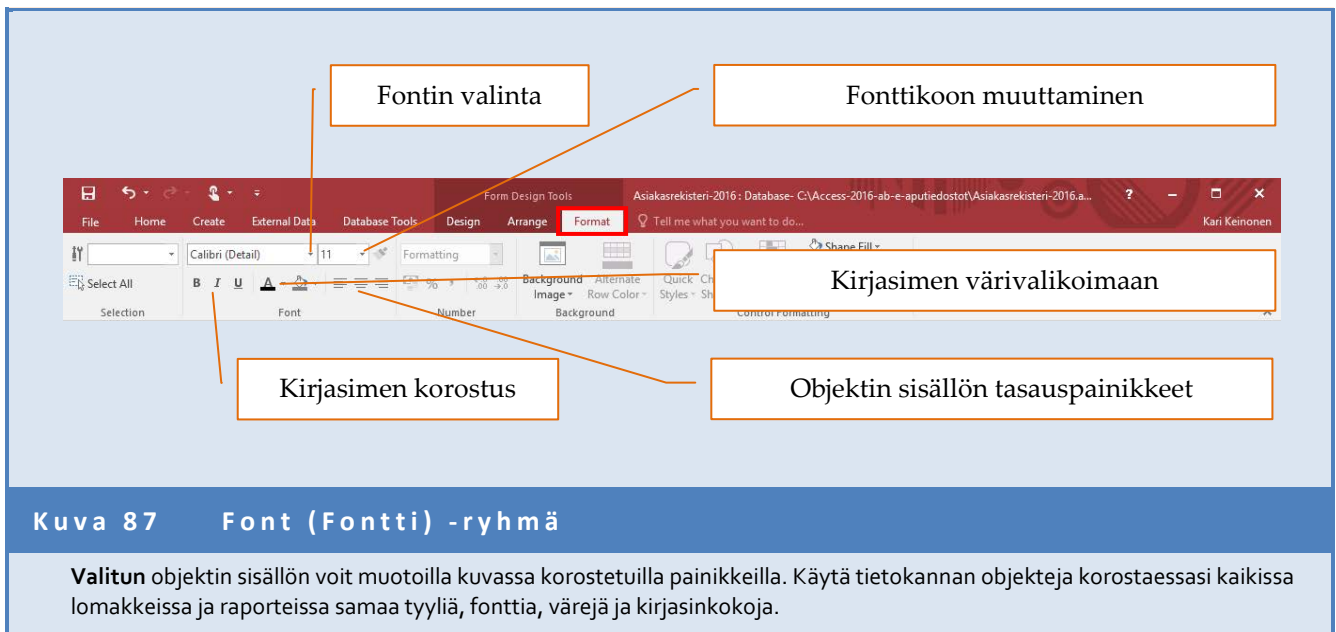 Fontin valinta
Fonttikoon muuttaminen
Form Design Tools
Asiakasrekisteri-2016 : Database- C:\Access-2016-ab-e-aputiedostot\Asiakasrekisteri-2016.a...
?
File Home Create External Data Database Tools Design Arrange Format Tell me what you want to do... Kari Keinonen
Calibri (Detail) 11 Formatting Shape Fill
Select All B I U A % Background Alternate Quick
Image Row Color Styles
Kirjasimen värivalikoimaan
Selection Font Number Background Control Formatting
Kirjasimen korostus
Objektin sisällön tasauspainikkeet
Kuva 87 Font (Fontti) -ryhmä
Valitun objektin sisällön voit muotoilla kuvassa korostetuilla painikkeilla. Käytä tietokannan objekteja korostaessasi kaikissa
lomakkeissa ja raporteissa samaa tyyliä, fonttia, värejä ja kirjasinkokoja.